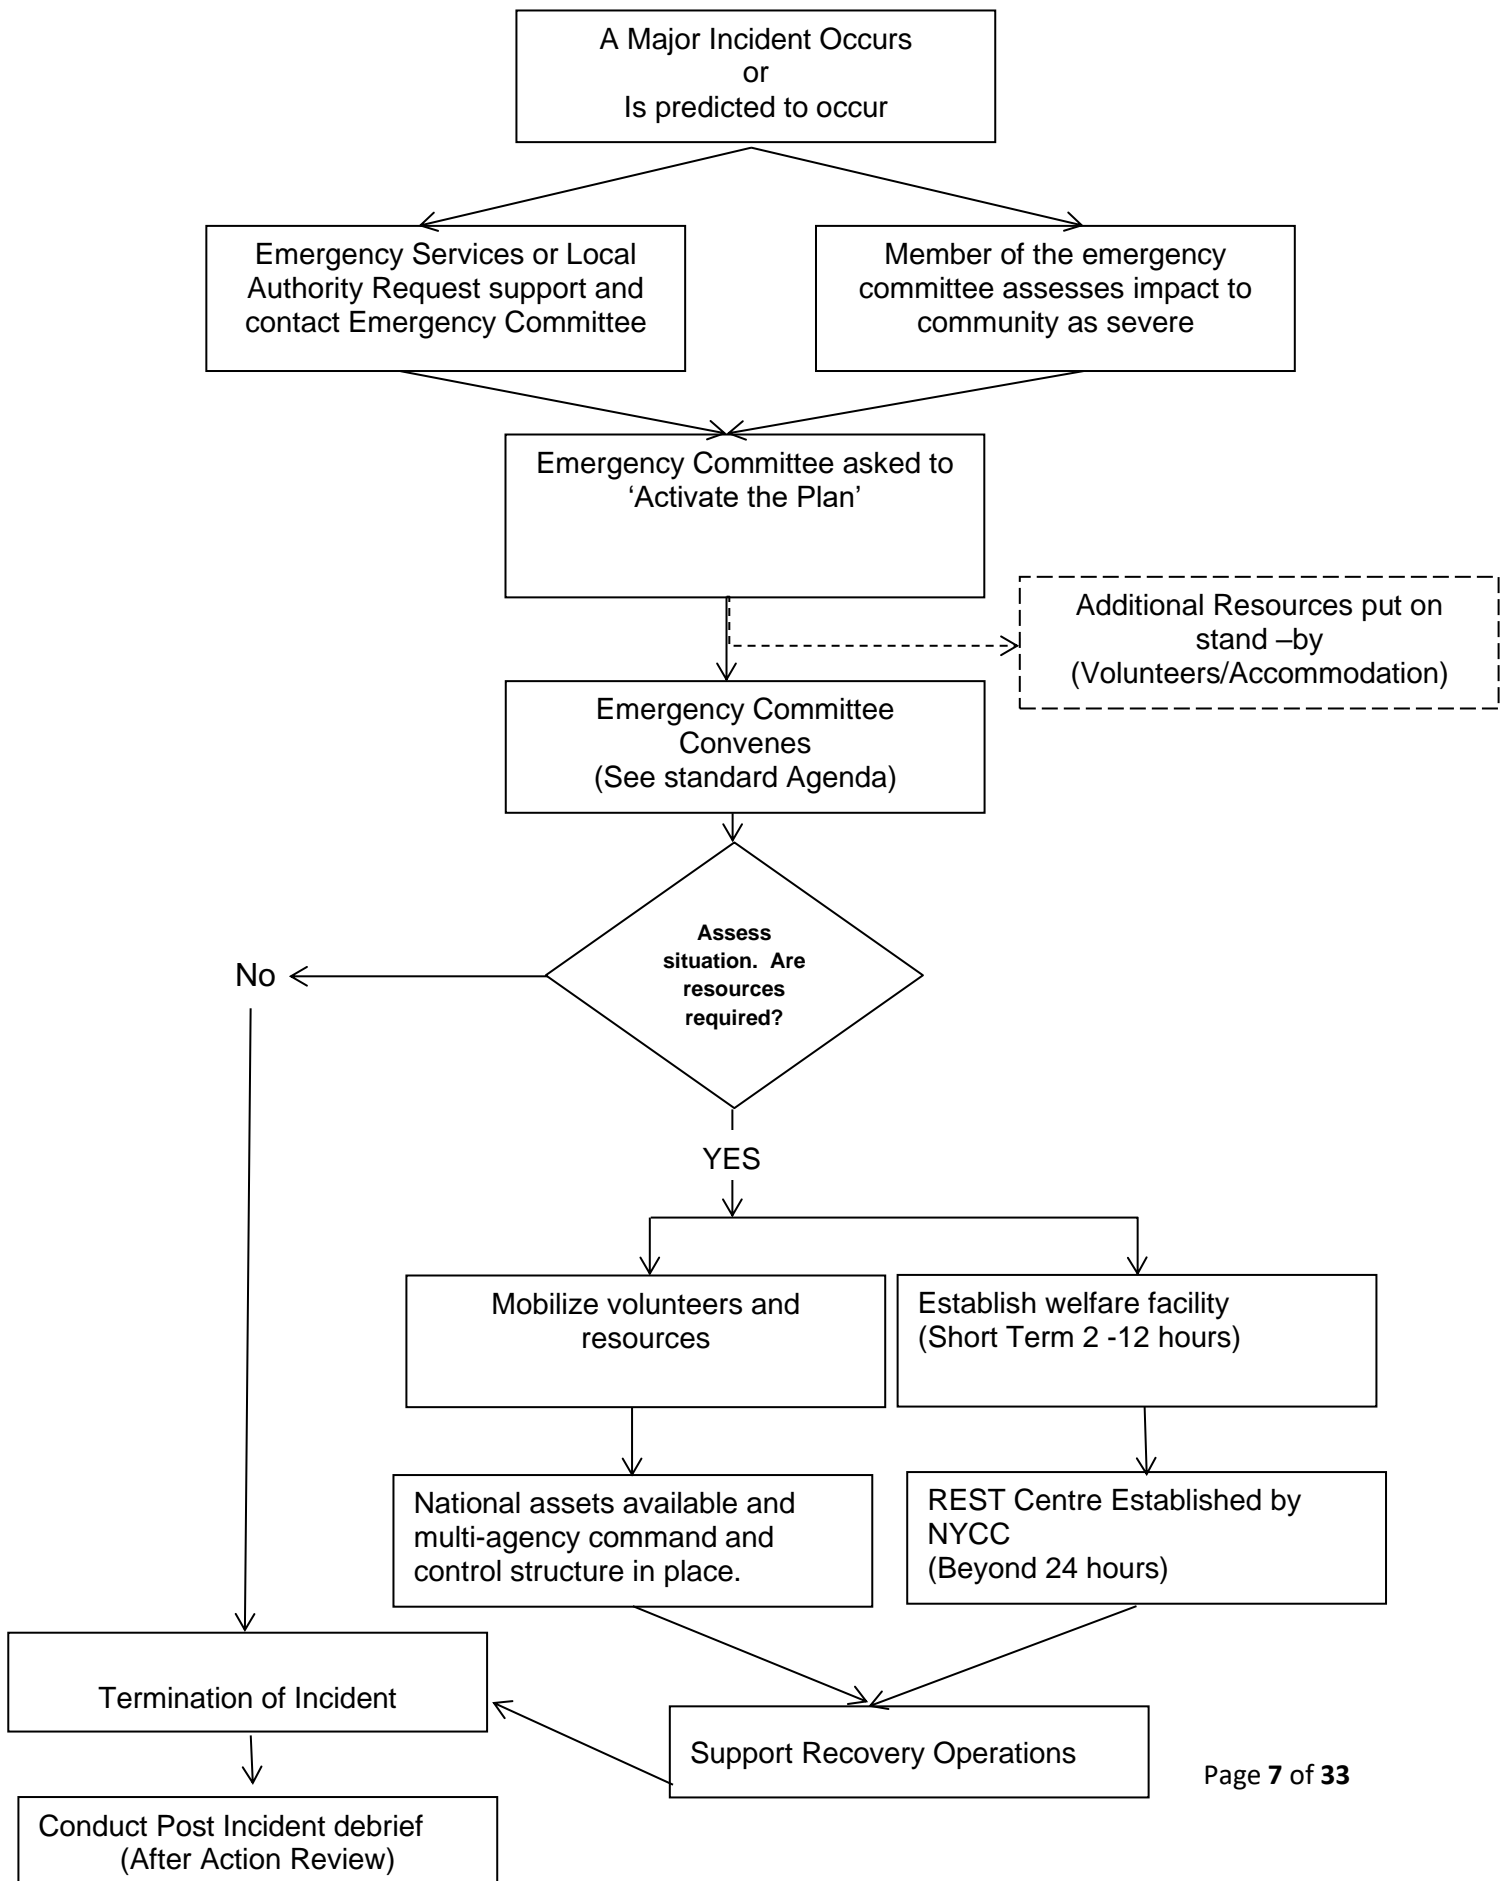 A Major Incident Occurs
or
Is predicted to occur
Emergency Services or Local
Authority Request support and
contact Emergency Committee
Member of the emergency
committee assesses impact to
community as severe
Emergency Committee asked to
‘Activate the Plan’
Additional Resources put on
stand –by
(Volunteers/Accommodation)
Emergency Committee
Convenes
(See standard Agenda)
Assess
situation.  Are
resources
required?
No
YES
Mobilize volunteers and
resources
Establish welfare facility
(Short Term 2 -12 hours)
National assets available and
multi-agency command and
control structure in place.
REST Centre Established by
NYCC
(Beyond 24 hours)
Termination of Incident
Support Recovery Operations
Page 7 of 33
Conduct Post Incident debrief
(After Action Review)